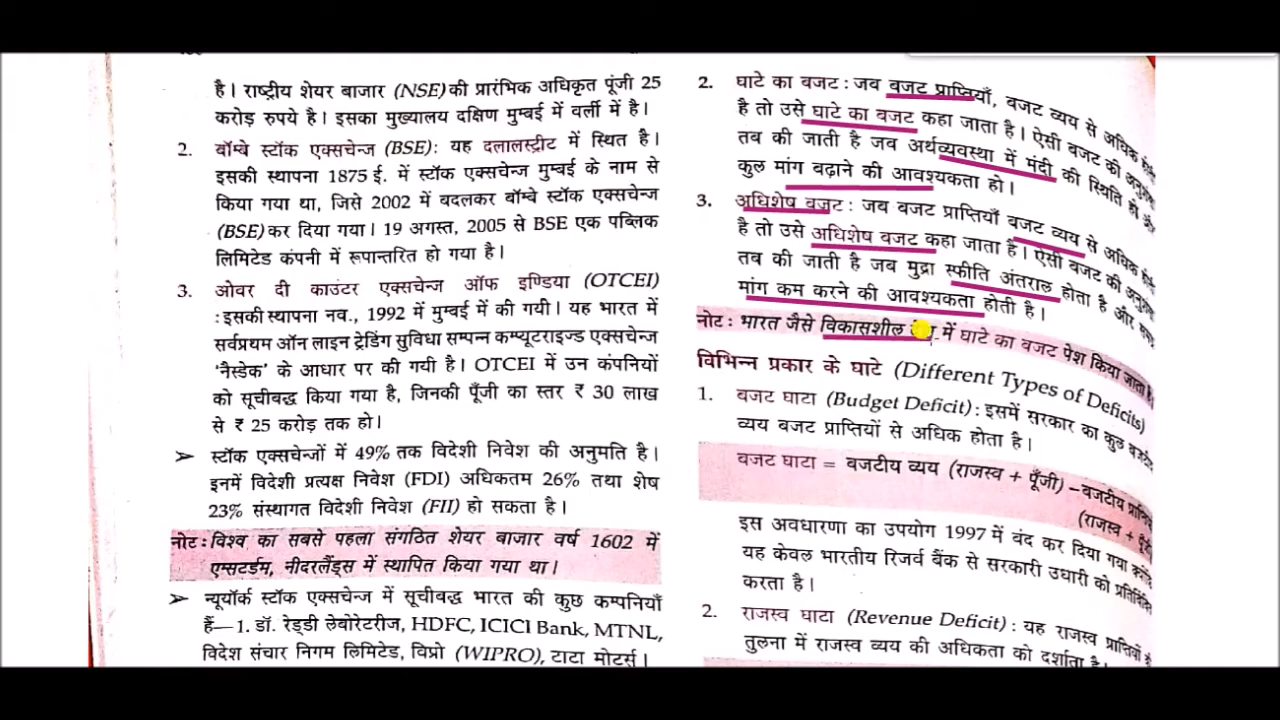 है। राष्ट्रीय शेयर बाजार (NSE) की प्रारंभिक अधिकृत पूंजी 25
करोड़ रुपये है। इसका मुख्यालय दक्षिण मुम्बई में वर्ली में है।
2. बॉम्बे स्टॉक एक्सचेन्ज (BSE): यह दलालस्ट्रीट में स्थित है।
इसकी स्थापना 1875 ई. में स्टॉक एक्सचेन्ज मुम्बई के नाम से
किया गया था, जिसे 2002 में बदलकर बॉम्बे स्टॉक एक्सचेन्ज
(BSE) कर दिया गया। 19 अगस्त, 2005 से BSE एक पब्लिक
लिमिटेड कंपनी में रूपान्तरित हो गया है।
3. ओवर दी काउंटर एक्सचेन्ज ऑफ इण्डिया (OTCEI)
:इसकी स्थापना नव., 1992 में मुम्बई में की गयी। यह भारत में
सर्वप्रथम ऑन लाइन ट्रेडिंग सुविधा सम्पन्न कम्प्यूटराइज्ड एक्सचेन्ज
'नैस्डेक' के आधार पर की गयी है। OTCEI में उन कंपनियों
को सूचीबद्ध किया गया है, जिनकी पूँजी का स्तर ₹ 30 लाख
से ₹ 25 करोड़ तक हो।
➤ स्टॉक एक्सचेन्जों में 49% तक विदेशी निवेश की अनुमति है।
इनमें विदेशी प्रत्यक्ष निवेश (FDI) अधिकतम 26% तथा शेष
23% संस्थागत विदेशी निवेश (FII) हो सकता है।
नोट: विश्व का सबसे पहला संगठित शेयर बाजार वर्ष 1602 में
एम्सटर्डम, नीदरलैंड्स में स्थापित किया गया था।
➤ न्यूयॉर्क स्टॉक एक्सचेन्ज में सूचीबद्ध भारत की कुछ कम्पनियाँ
हैं—1. डॉ. रेड्डी लेबोरेटरीज, HDFC, ICICI Bank, MTNL,
विदेश संचार निगम लिमिटेड, विप्रो (WIPRO), टाटा मोटर्स।
2. घाटे का बजट : जब बजट प्राप्तियाँ, बजट व्यय से अधिक
है तो उसे घाटे का बजट कहा जाता है। ऐसी बजट की
तब की जाती है जब अर्थव्यवस्था में मंदी की स्थिति हो और
कुल मांग बढ़ाने की आवश्यकता हो।
3. अधिशेष बजट : जब बजट प्राप्तियाँ बजट व्यय से अधिक
है तो उसे अधिशेष बजट कहा जाता है। ऐसी बजट की
तब की जाती है जब मुद्रा स्फीति अंतराल होता है और
मांग कम करने की आवश्यकता होती है।
नोट: भारत जैसे विकासशील में घाटे का बजट पेश किया जाता है।
विभिन्न प्रकार के घाटे (Different Types of Deficits)
1. बजट घाटा (Budget Deficit) : इसमें सरकार का कुछ
व्यय बजट प्राप्तियों से अधिक होता है।
बजट घाटा = बजटीय व्यय (राजस्व + पूँजी) –बजटीय
(राजस्व + पूँजी
इस अवधारणा का उपयोग 1997 में बंद कर दिया गया
यह केवल भारतीय रिजर्व बैंक से सरकारी उधारी को
करता है।
2. राजस्व घाटा (Revenue Deficit) : यह राजस्व प्राप्तियों की
तुलना में राजस्व व्यय की अधिकता को दर्शाता है।